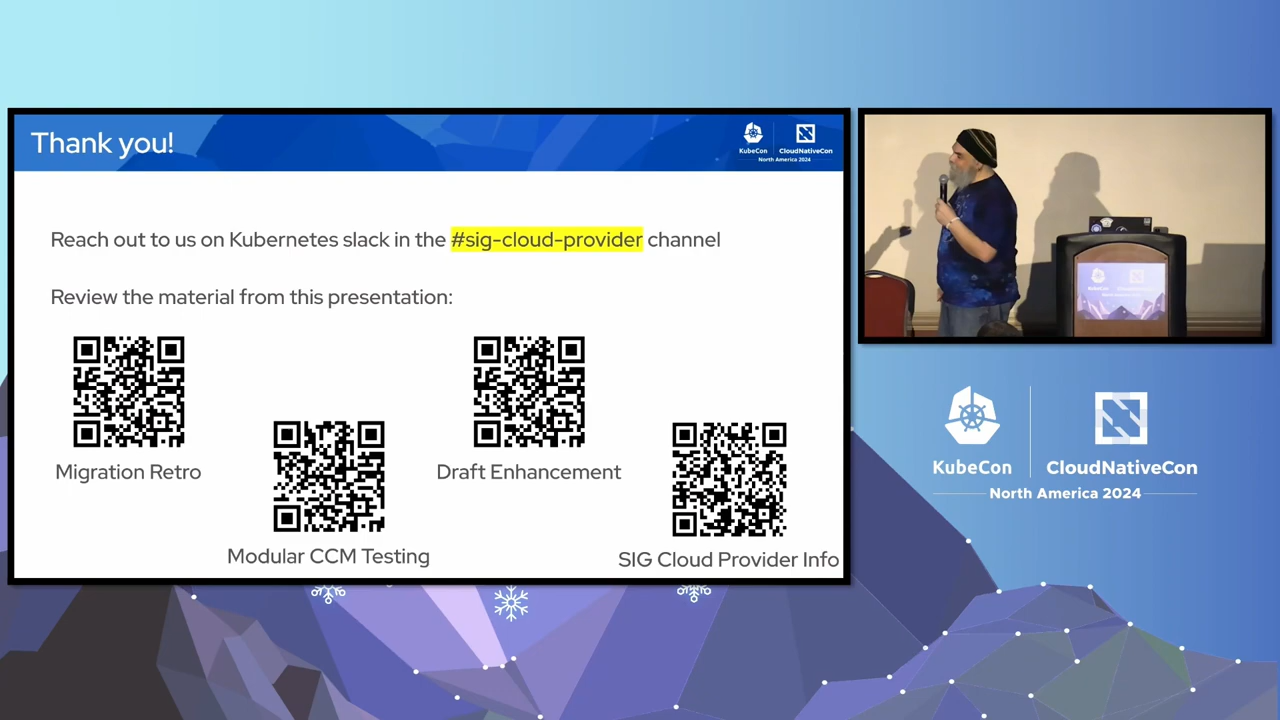 Thank you!
KubeCon
CloudNativeCon
North America 2024
Reach out to us on Kubernetes slack in the #sig-cloud-provider channel
Review the material from this presentation:
Migration Retro
Draft Enhancement
Modular CCM Testing
SIG Cloud Provider Info
KubeCon
CloudNativeCon
North America 2024